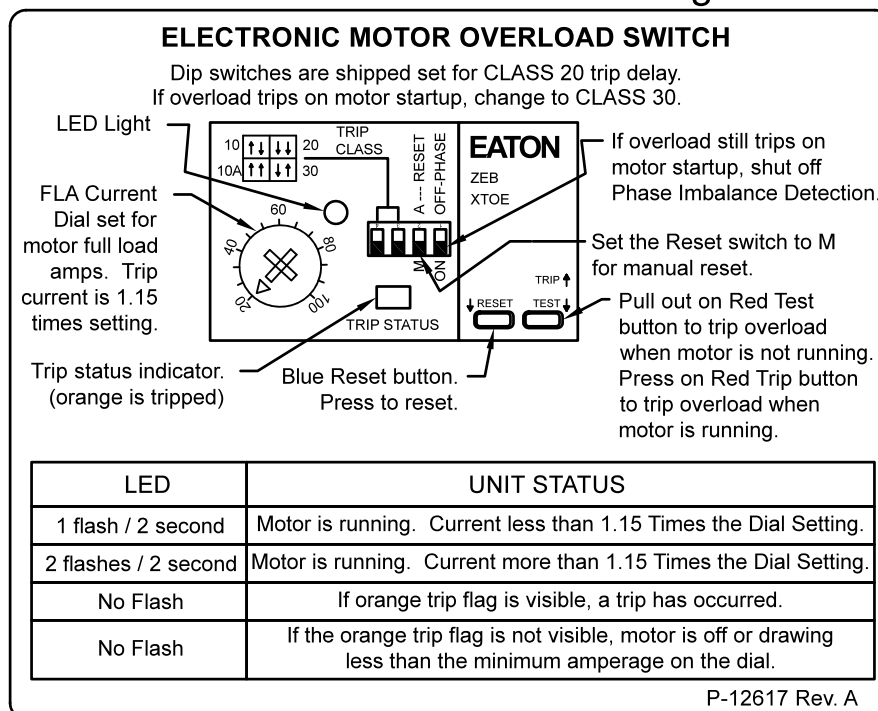 ELECTRONIC MOTOR OVERLOAD SWITCH
Dip switches are shipped set for CLASS 20 trip delay.
If overload trips on motor startup, change to CLASS 30.
LED Light
FLA Current
Dial set for
motor full load
amps. Trip
current is 1.15
times setting.
Trip status indicator.
(orange is tripped)
10 ↑↓ ↓↓ 20
10A ↑↑ ↓↑ 30
TRIP
CLASS
A --- RESET
OFF-PHASE
M
ON
20
40
60
80
100
TRIP STATUS
EATON
ZEB
XTOE
TRIP ↑
↓ RESET
TEST ↓
Blue Reset button.
Press to reset.
If overload still trips on
motor startup, shut off
Phase Imbalance Detection.
Set the Reset switch to M
for manual reset.
Pull out on Red Test
button to trip overload
when motor is not running.
Press on Red Trip button
to trip overload when
motor is running.
LED UNIT STATUS
1 flash / 2 second Motor is running. Current less than 1.15 Times the Dial Setting.
2 flashes / 2 second Motor is running. Current more than 1.15 Times the Dial Setting.
No Flash If orange trip flag is visible, a trip has occurred.
No Flash If the orange trip flag is not visible, motor is off or drawing
less than the minimum amperage on the dial.
P-12617 Rev. A